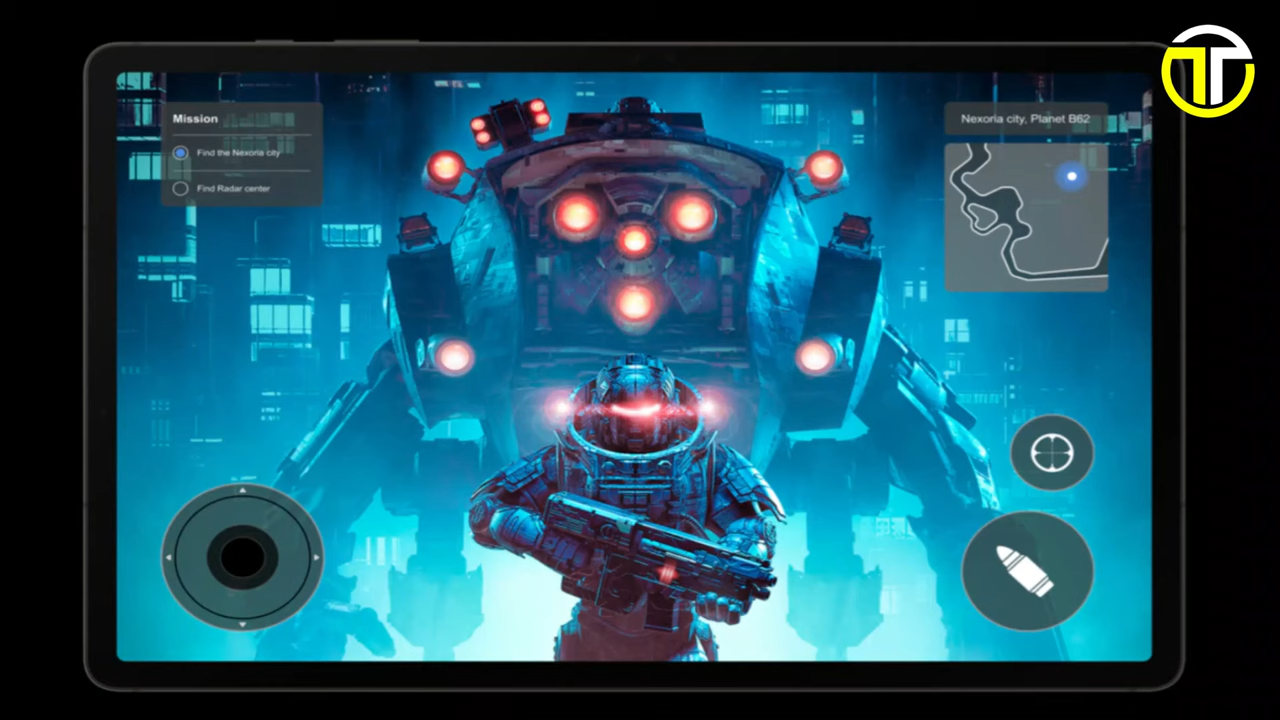 Mission
Nexoria city, Planet B62
Find the Nexoria city
Find Radar center